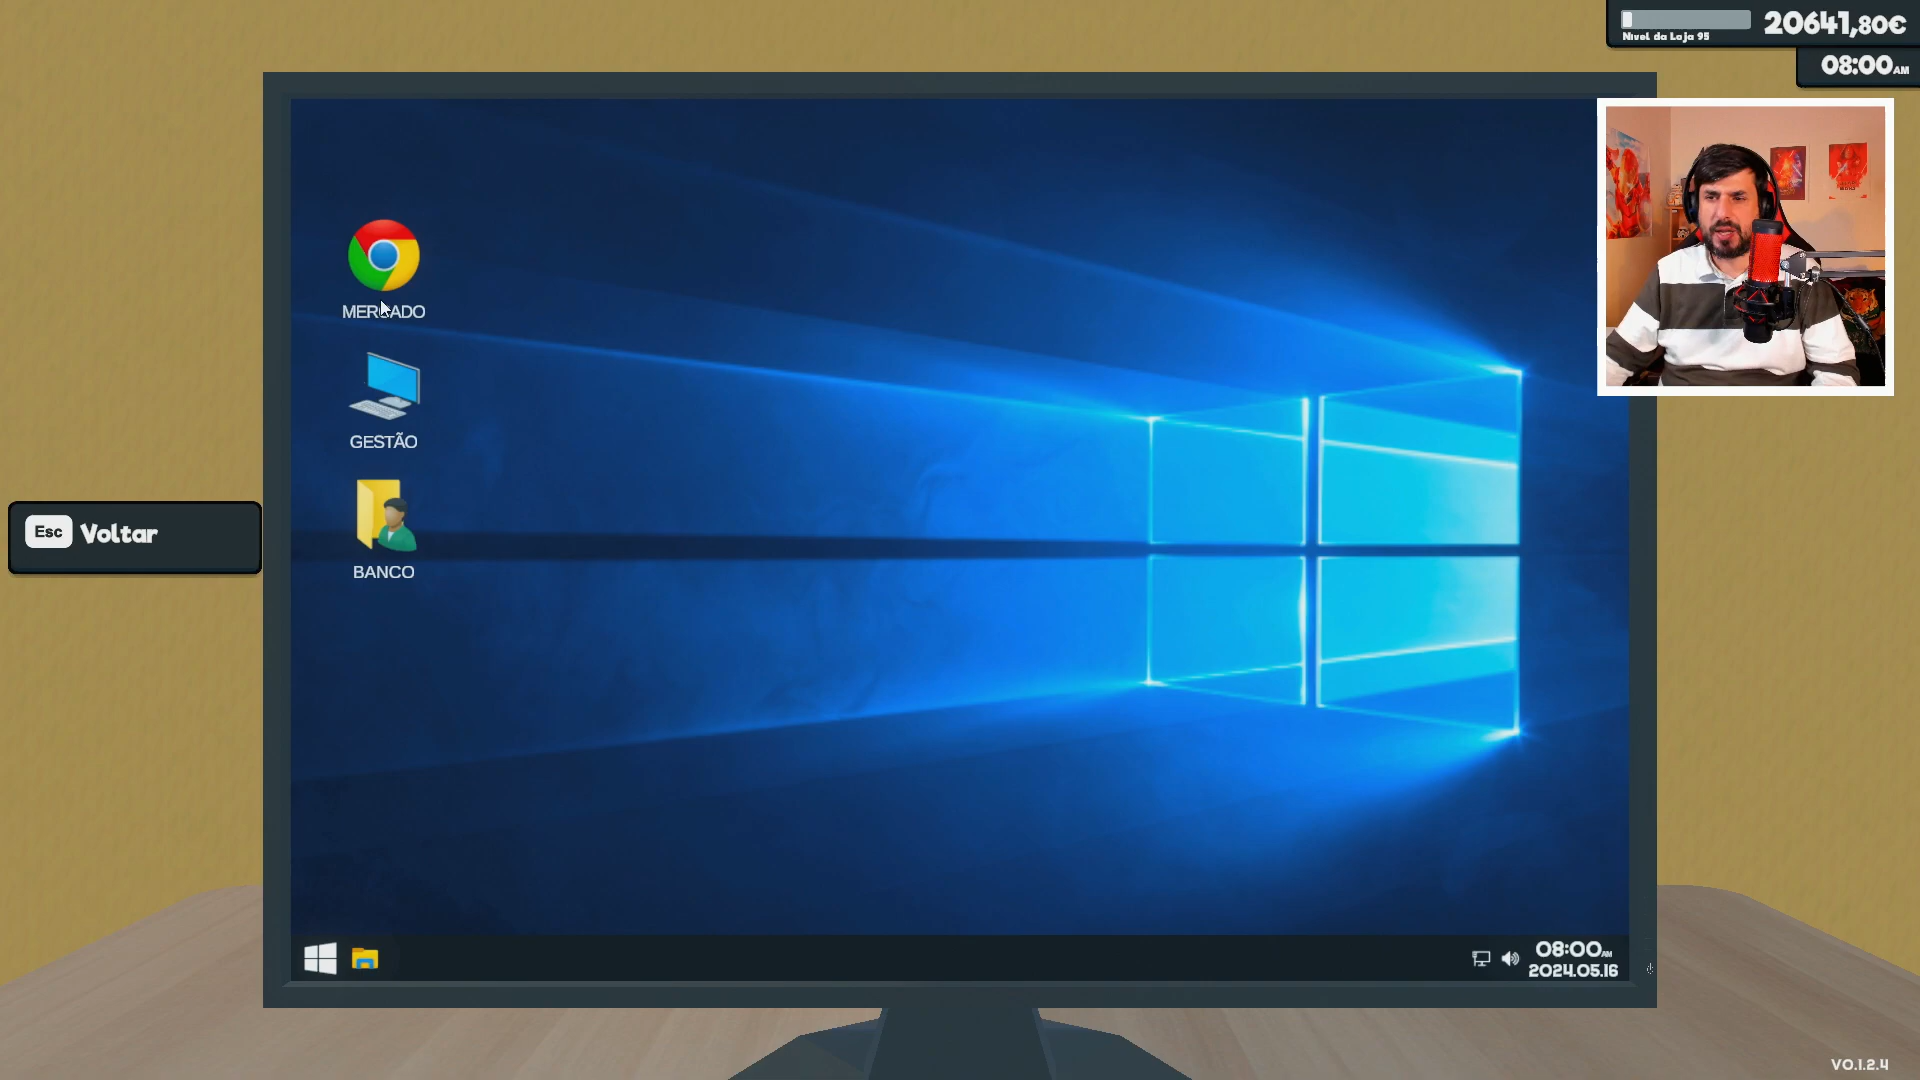 20641,80€
Nível da Loja 95
08:00AM
MERCADO
GESTÃO
Esc Voltar
BANCO
08:00AM
2024.05.16
V0.1.2.4